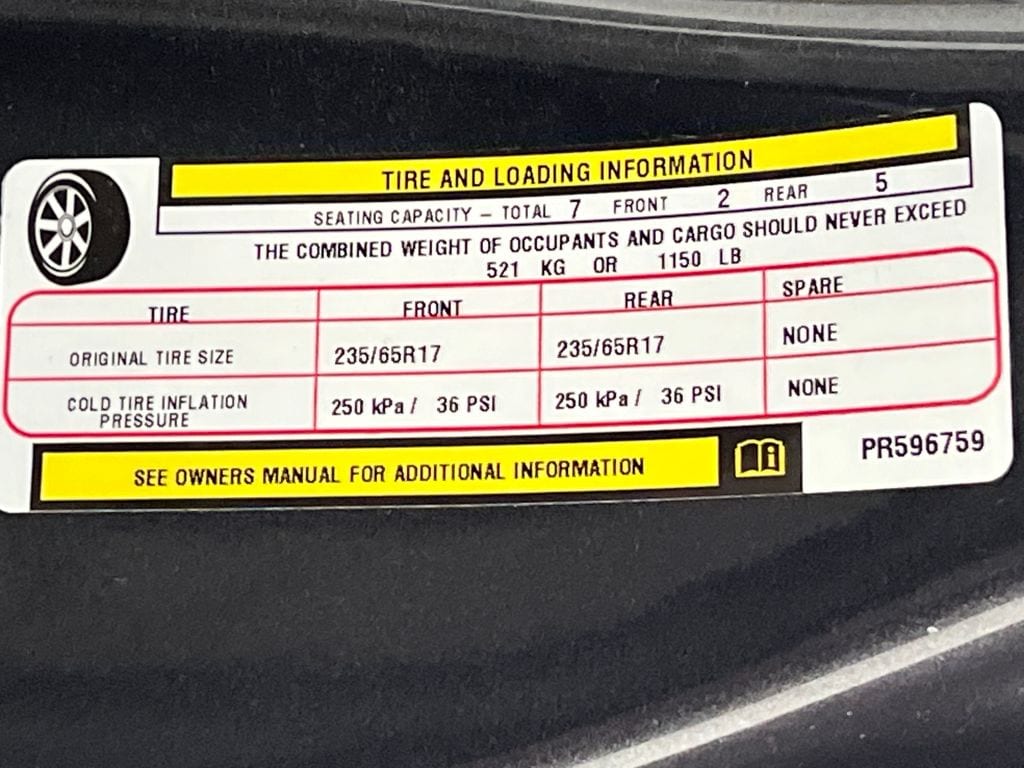 TIRE AND LOADING INFORMATION
SEATING CAPACITY – TOTAL 7 FRONT 2 REAR 5
THE COMBINED WEIGHT OF OCCUPANTS AND CARGO SHOULD NEVER EXCEED
521 KG OR 1150 LB
TIRE FRONT REAR SPARE
ORIGINAL TIRE SIZE 235/65R17 235/65R17 NONE
COLD TIRE INFLATION PRESSURE 250 kPa / 36 PSI 250 kPa / 36 PSI NONE
SEE OWNERS MANUAL FOR ADDITIONAL INFORMATION
PR596759